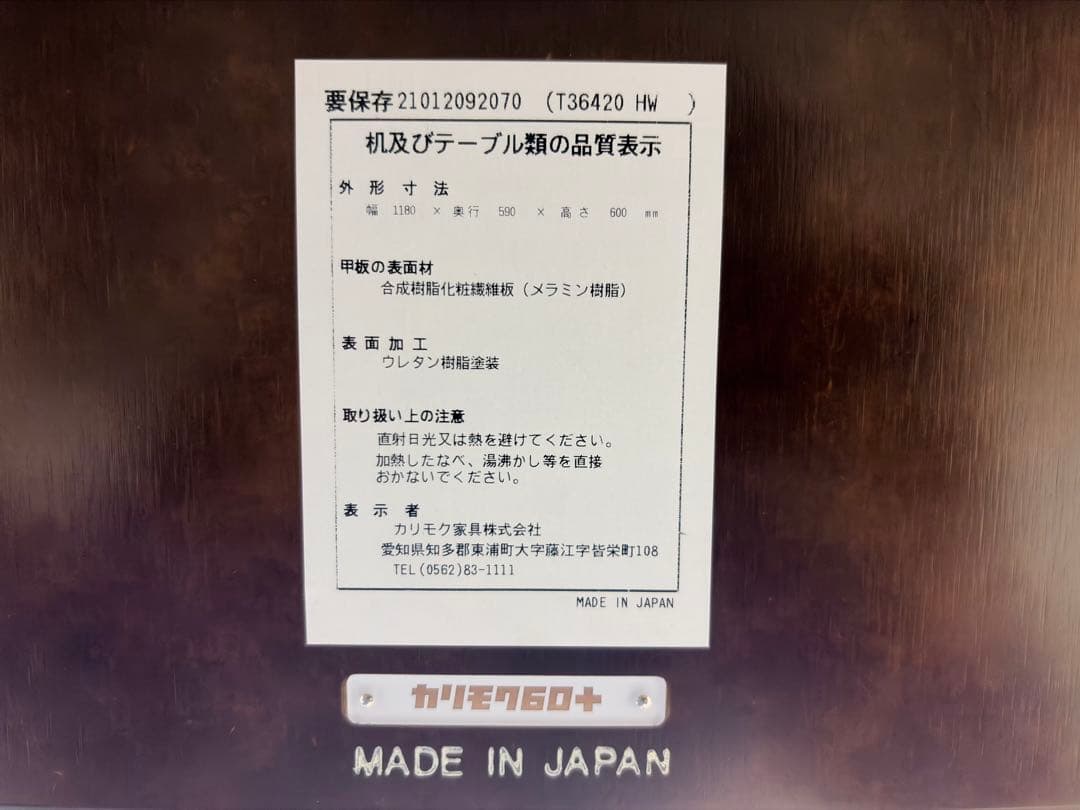 要保存21012092070 (T36420 HW )
机及びテーブル類の品質表示
外形寸法
幅 1180 × 奥行 590 × 高さ 600 mm
甲板の表面材
合成樹脂化粧繊維板(メラミン樹脂)
表面加工
ウレタン樹脂塗装
取り扱い上の注意
直射日光又は熱を避けてください。
加熱したなべ、湯沸かし等を直接
おかないでください。
表示者
カリモク家具株式会社
愛知県知多郡東浦町大字藤江字皆栄町108
TEL(0562)83-1111
MADE IN JAPAN
カリモク60+
MADE IN JAPAN